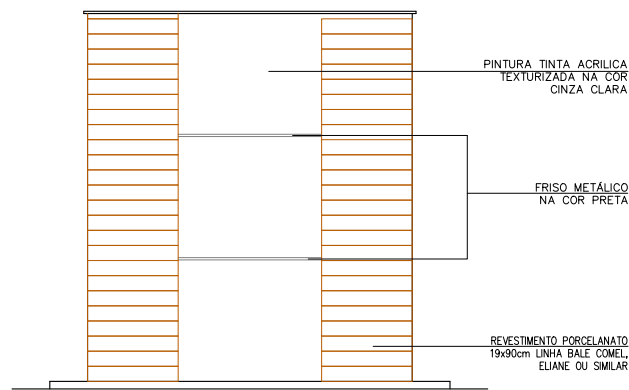 PINTURA TINTA ACRILICA
TEXTURIZADA NA COR
CINZA CLARA
FRISO METÁLICO
NA COR PRETA
REVESTIMENTO PORCELANATO
19x90cm LINHA BALE COMEL,
ELIANE OU SIMILAR